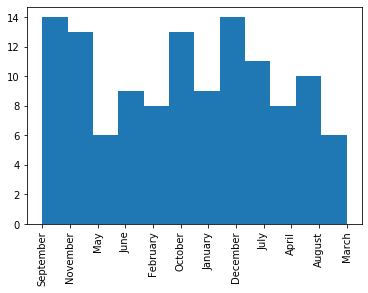 14
12
10
8
6
4
2
0
September
November
May
June
February
October
January
December
July
April
August
March